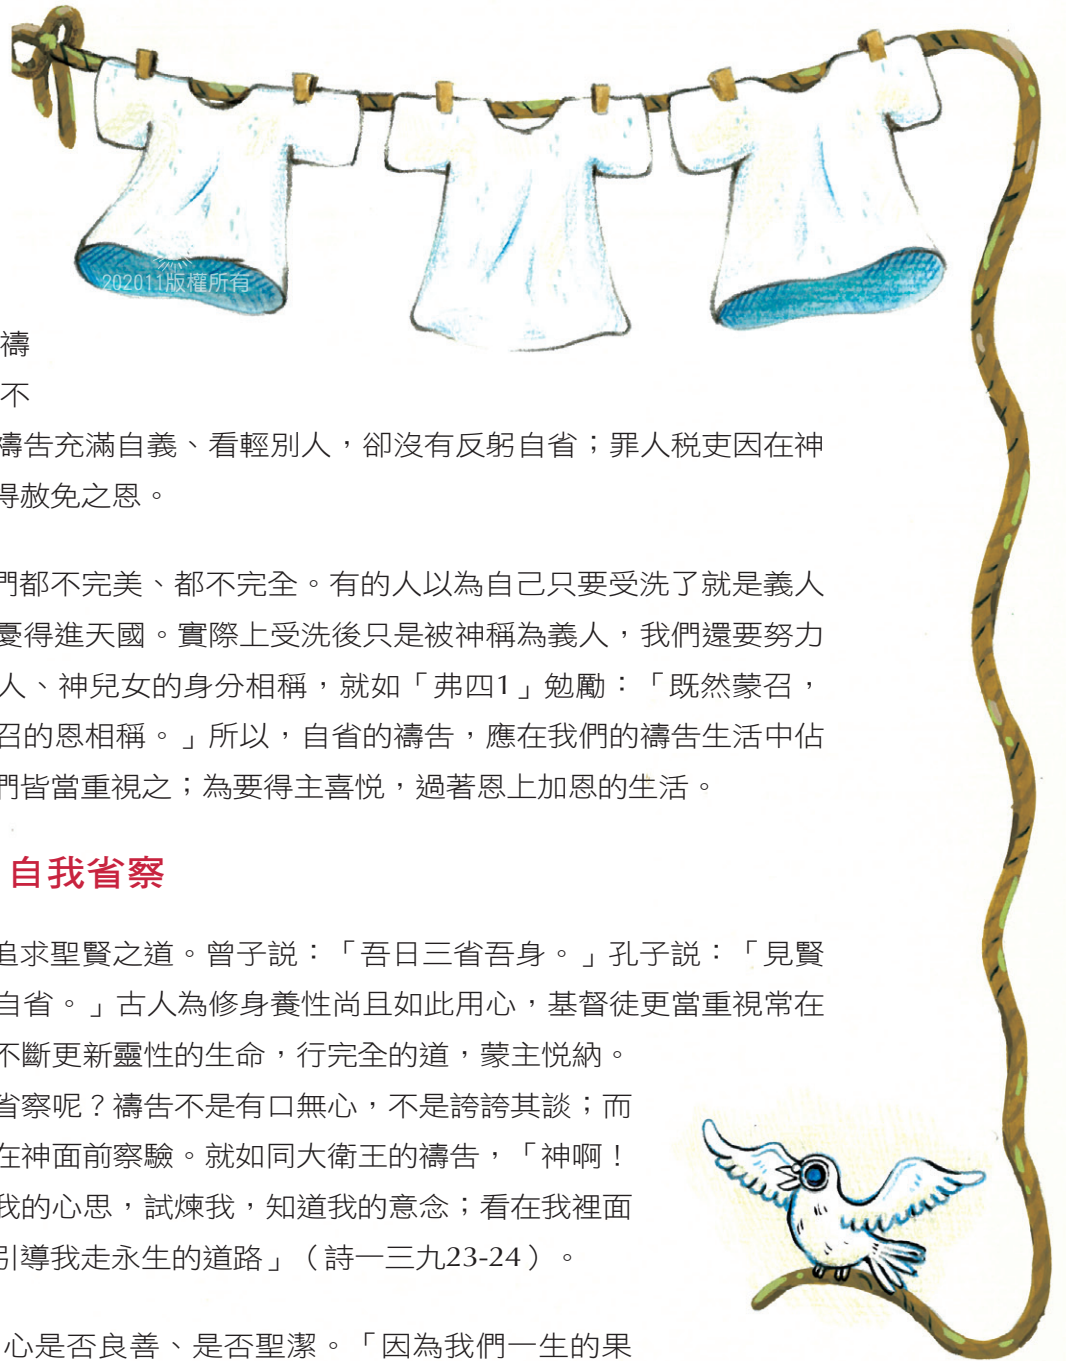 202011版權所有
禱
不
禱告充滿自義、看輕別人，卻沒有反躬自省；罪人稅吏因在神
得赦免之恩。
門都不完美、都不完全。有的人以為自己只要受洗了就是義人
憂得進天國。實際上受洗後只是被神稱為義人，我們還要努力
人、神兒女的身分相稱，就如「弗四1」勉勵：「既然蒙召，
召的恩相稱。」所以，自省的禱告，應在我們的禱告生活中佔
門皆當重視之；為要得主喜悅，過著恩上加恩的生活。
自我省察
追求聖賢之道。曾子說：「吾日三省吾身。」孔子說：「見賢
自省。」古人為修身養性尚且如此用心，基督徒更當重視常在
不斷更新靈性的生命，行完全的道，蒙主悅納。
省察呢？禱告不是有口無心，不是誇誇其談；而
在神面前察驗。就如同大衛王的禱告，「神啊！
我的心思，試煉我，知道我的意念；看在我裡面
引導我走永生的道路」（詩一三九23-24）。
心是否良善、是否聖潔。「因為我們一生的果